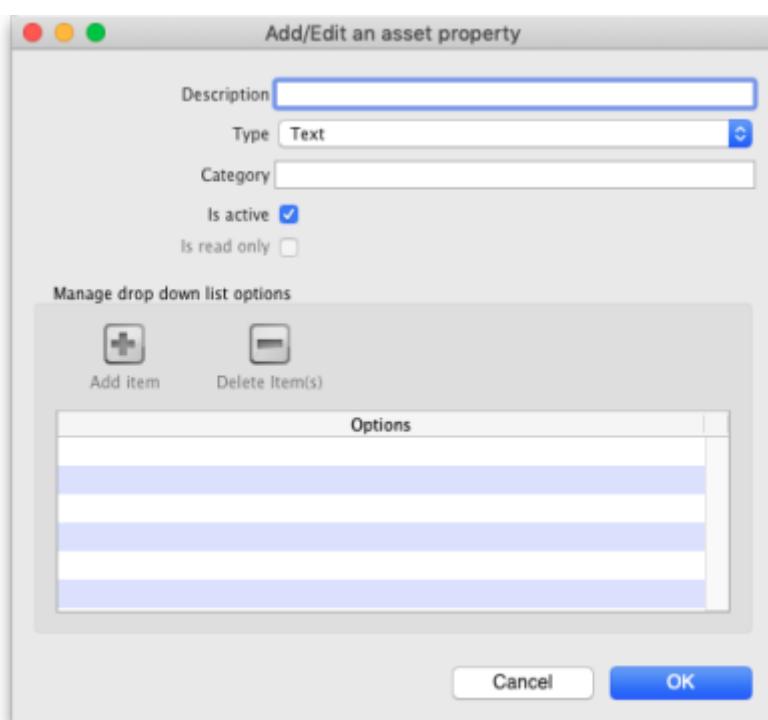 Add/Edit an asset property
Description
Type Text
Category
Is active
Is read only
Manage drop down list options
Add item Delete Item(s)
Options
Cancel OK